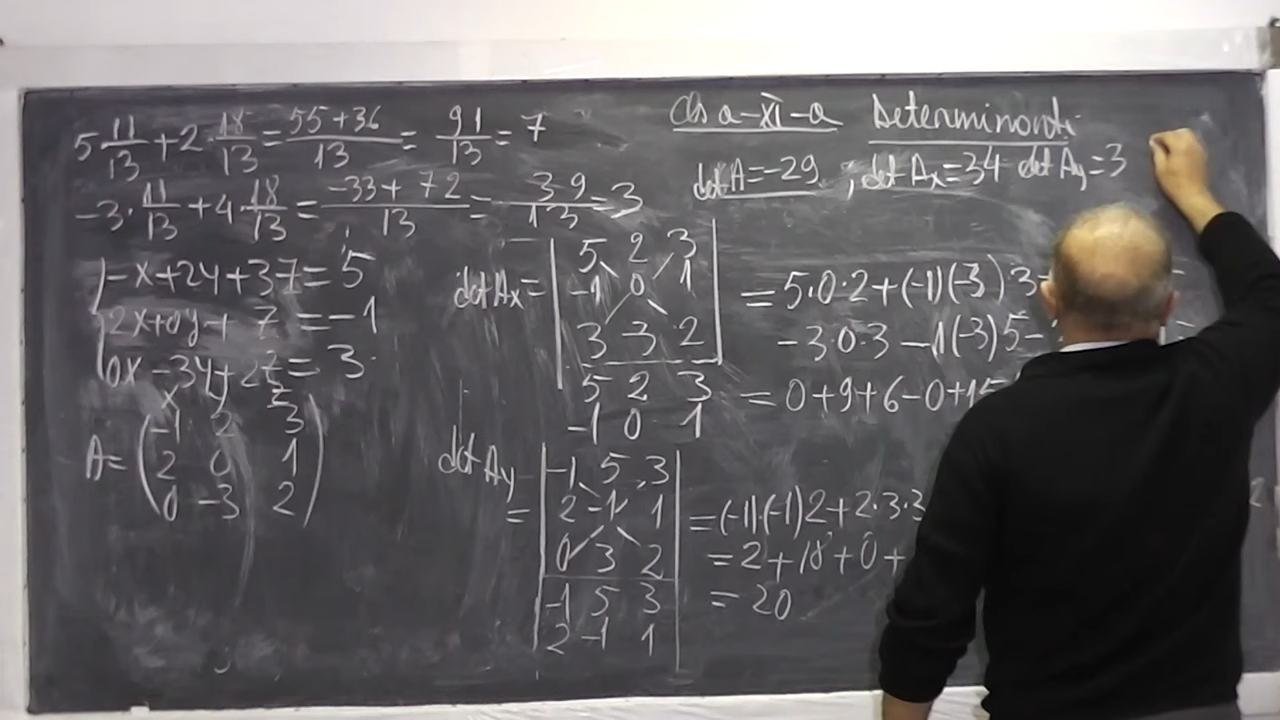 cls a-XI-a Determinanti
5·11/13+2·18/13=55+36/13=91/13=7
-3·11/13+4·18/13=-33+72/13=39/13=3
det A=-29; det Ax=34 det Ay=3
-x+2y+3z=5
2x+0y+z=-1
0x-3y+2z=3
x y z
A=(-1 2 3
2 0 1
0 -3 2)
det Ax=|5 2 3
-1 0 1
3 -3 2|
5 2 3
-1 0 1
=5·0·2+(-1)(-3)3
-3·0·3-1(-3)5-
=0+9+6-0+15
det Ay
=|-1 5 3
2 -1 1
0 3 2|
-1 5 3
2 -1 1
=(-1)·(-1)2+2·3·3
=2+18+0+
=20
2